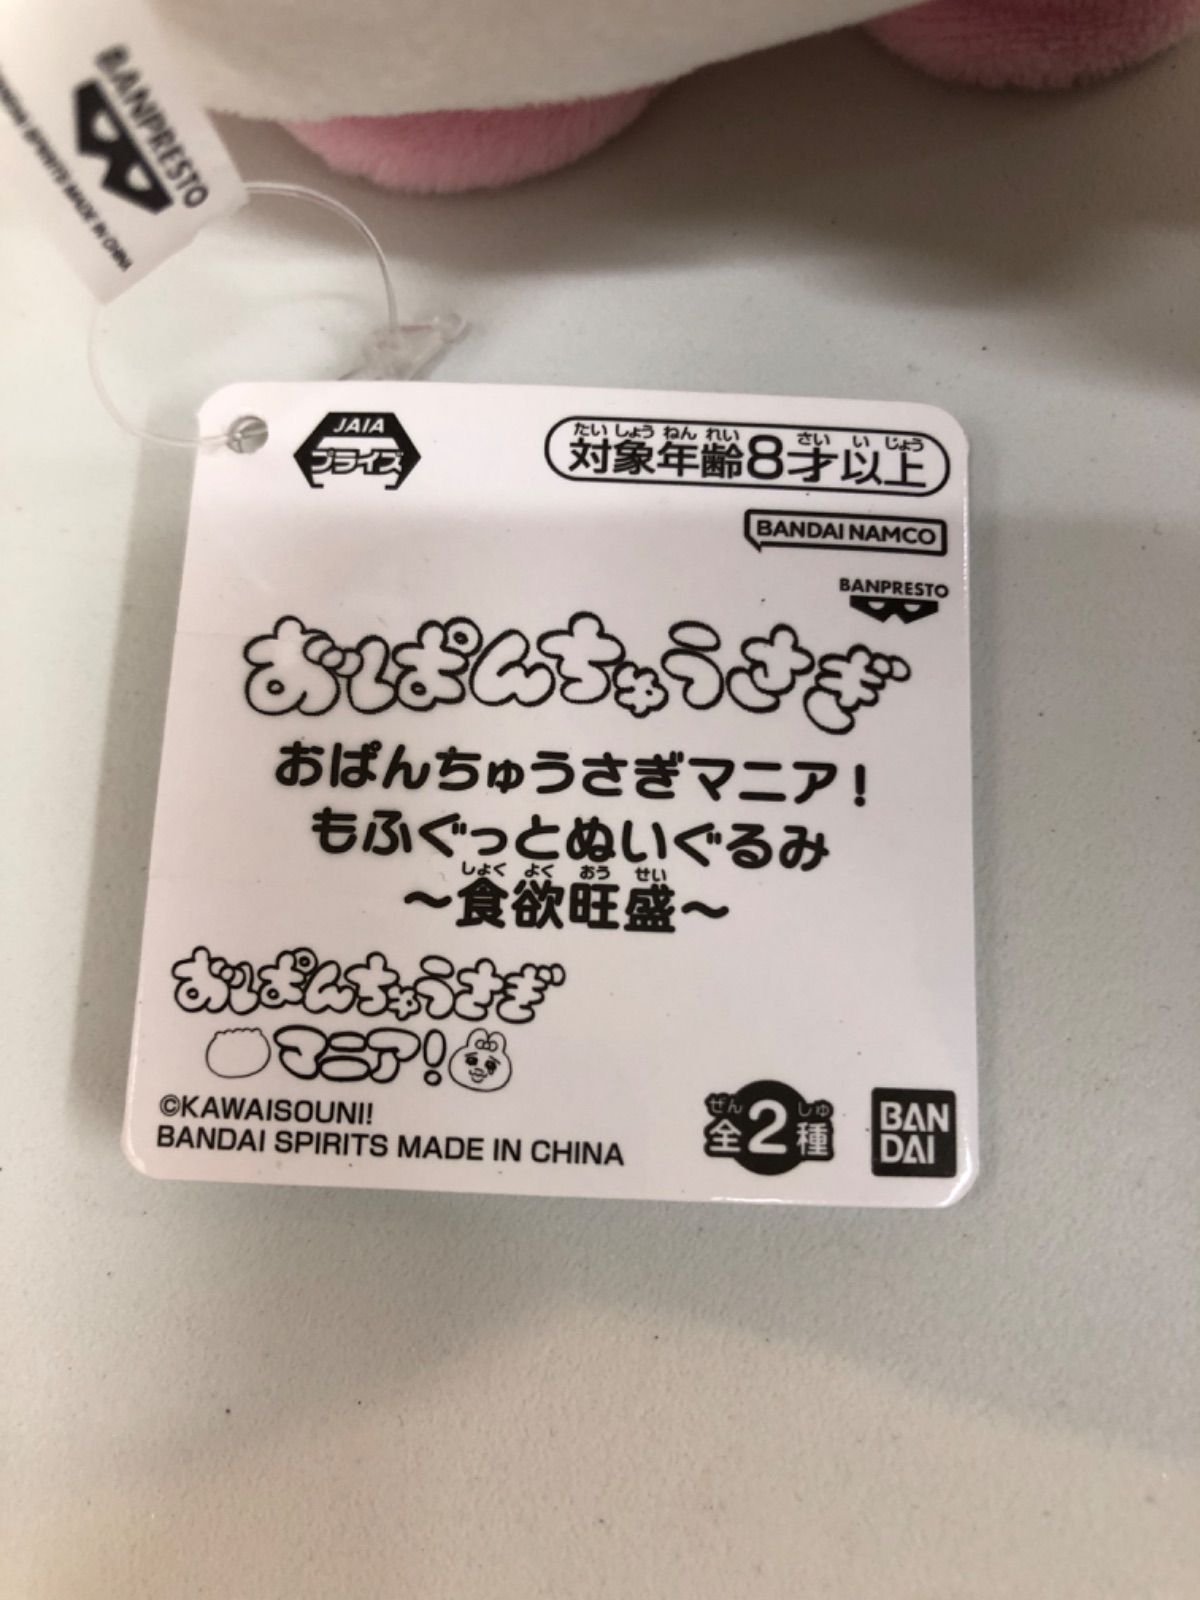 BANPRESTO
SPIRITS MADE IN CHINA
JAIA
プライズ
たいしょうねんれい さいいじょう
対象年齢8才以上
BANDAI NAMCO
BANPRESTO
おぱんちゅうさぎ
おぱんちゅうさぎマニア!
もふぐっとぬいぐるみ
しょくよくおうせい
〜食欲旺盛〜
おぱんちゅうさぎ
マニア!
©KAWAISOUNI!
BANDAI SPIRITS MADE IN CHINA
ぜん しゅ
全2種
BAN
DAI